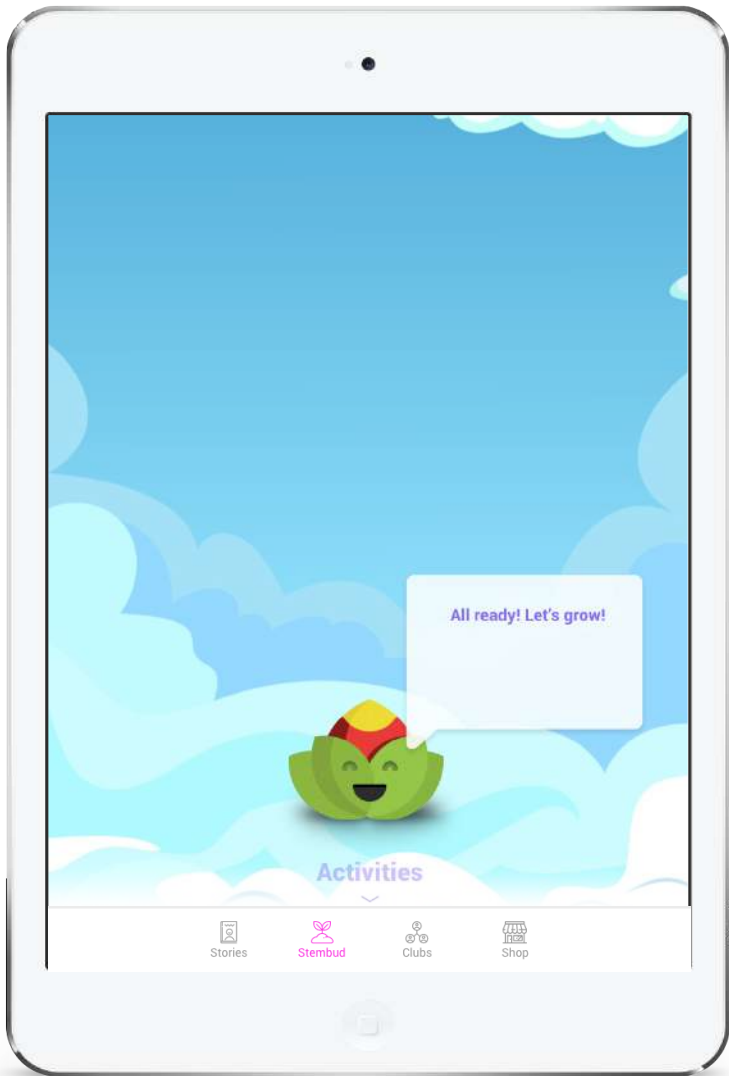 All ready! Let's grow!
Activities
Stories
Stembud
Clubs
Shop